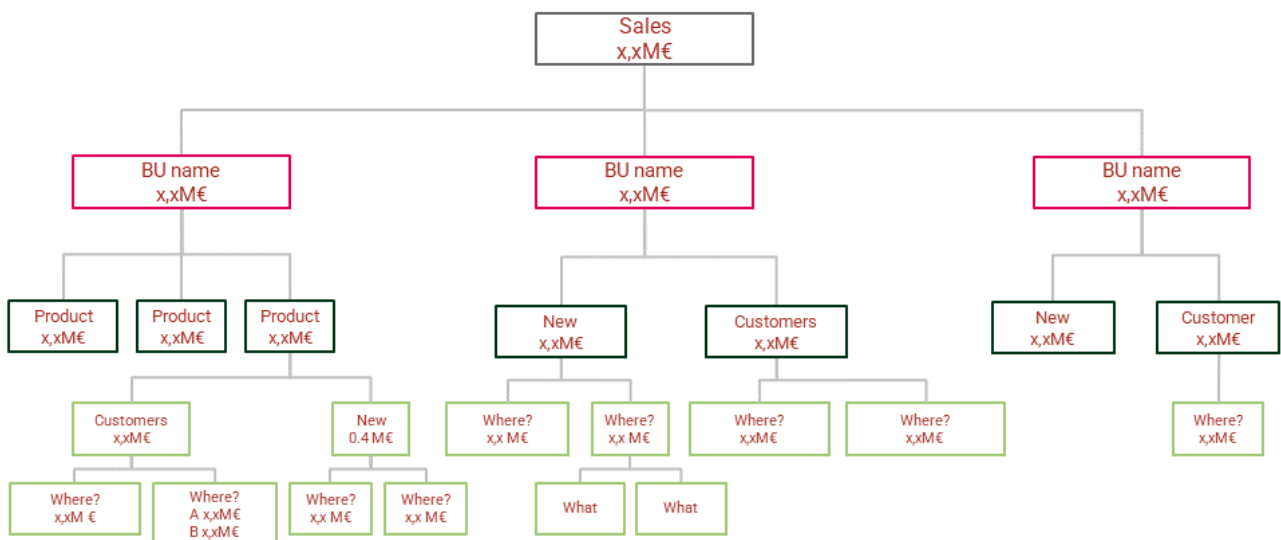 Sales
x,xM€
BU name
x,xM€
BU name
x,xM€
BU name
x,xM€
Product
x,xM€
Product
x,xM€
Product
x,xM€
New
x,xM€
Customers
x,xM€
New
x,xM€
Customer
x,xM€
Customers
x,xM€
New
0.4 M€
Where?
x,x M€
Where?
x,x M€
Where?
x,xM€
Where?
x,xM€
Where?
x,xM€
Where?
x,xM €
Where?
A x,xM€
B x,xM€
Where?
x,x M€
Where?
x,x M€
What
What